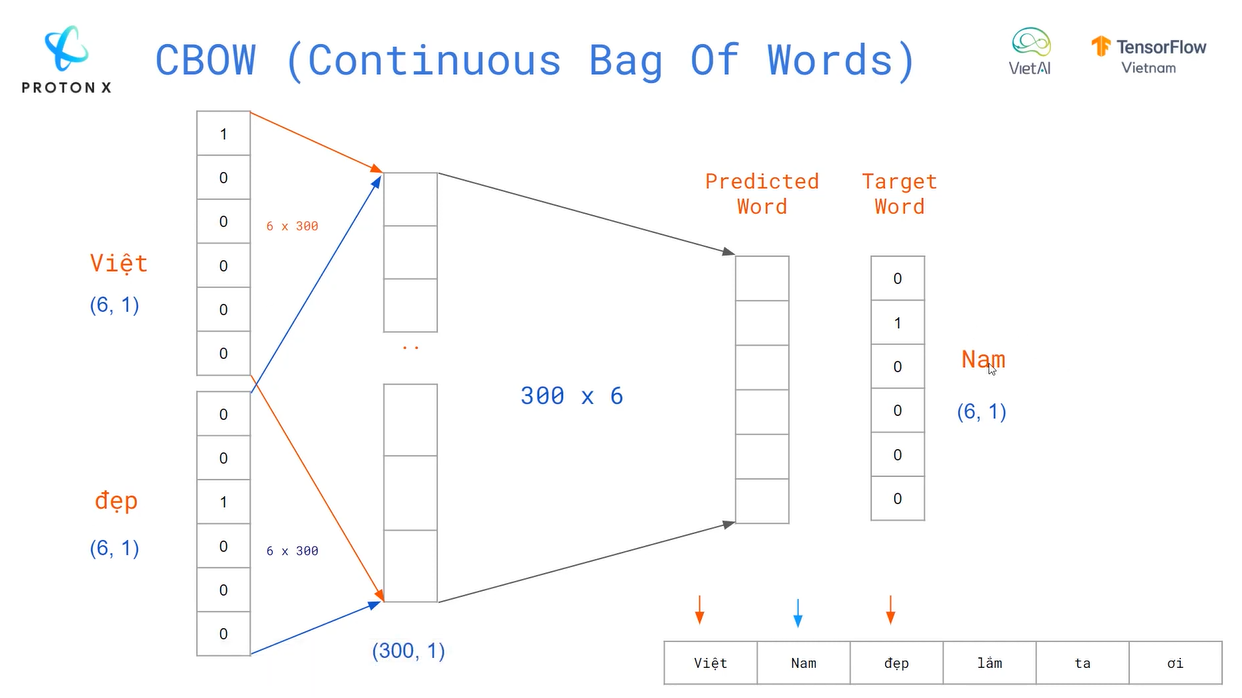 PROTON X
CBOW (Continuous Bag Of Words)
VIETAI
TensorFlow
Vietnam
1
0
0
0
0
0
Việt
(6, 1)
6 x 300
0
0
1
0
0
0
đẹp
(6, 1)
6 x 300
..
(300, 1)
300 x 6
Predicted
Word
Target
Word
0
1
0
0
0
0
Nam
(6, 1)
Việt Nam đẹp lắm ta ơi